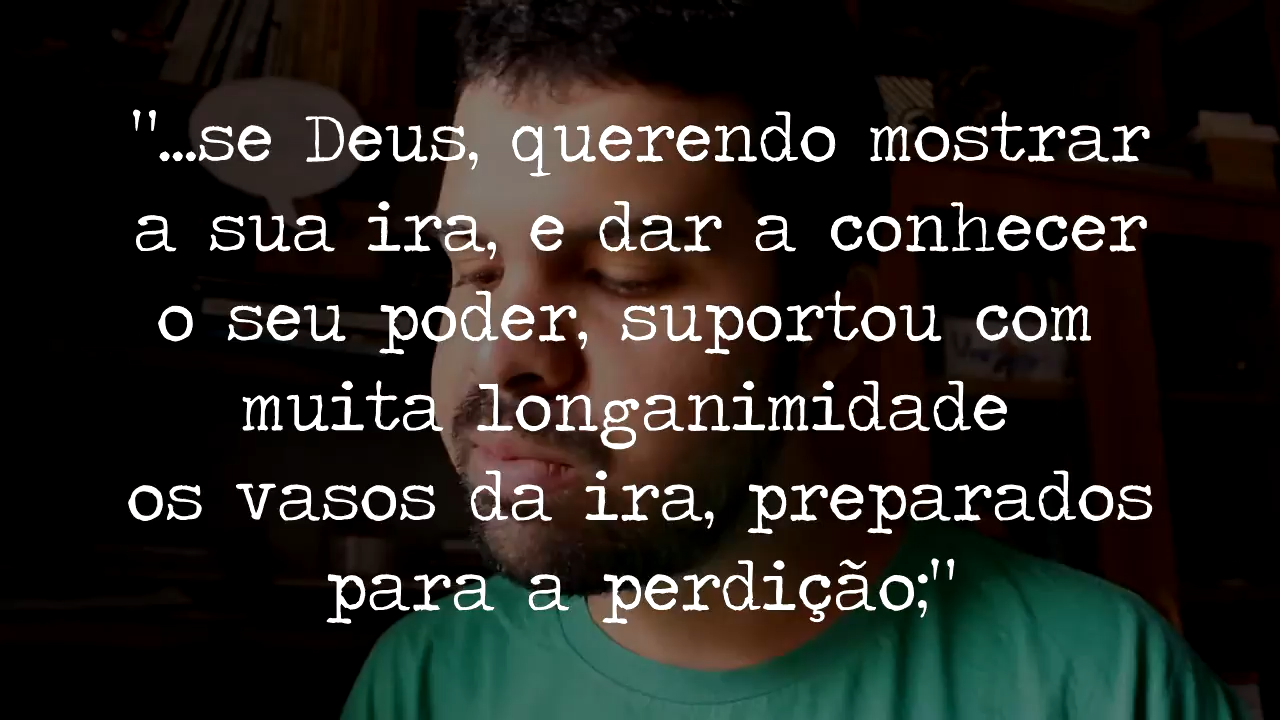 "...se Deus, querendo mostrar
a sua ira, e dar a conhecer
o seu poder, suportou com
muita longanimidade
os vasos da ira, preparados
para a perdição;"